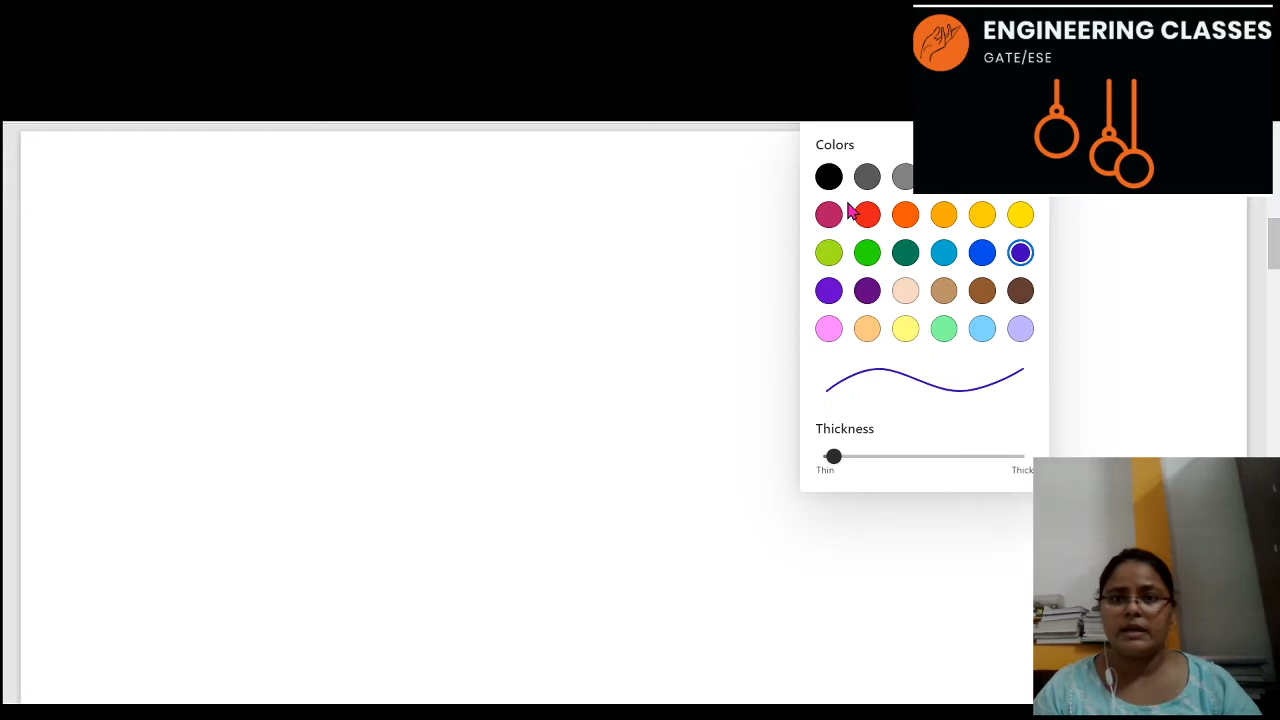 ENGINEERING CLASSES
GATE/ESE
Colors
Thickness
Thin
Thick